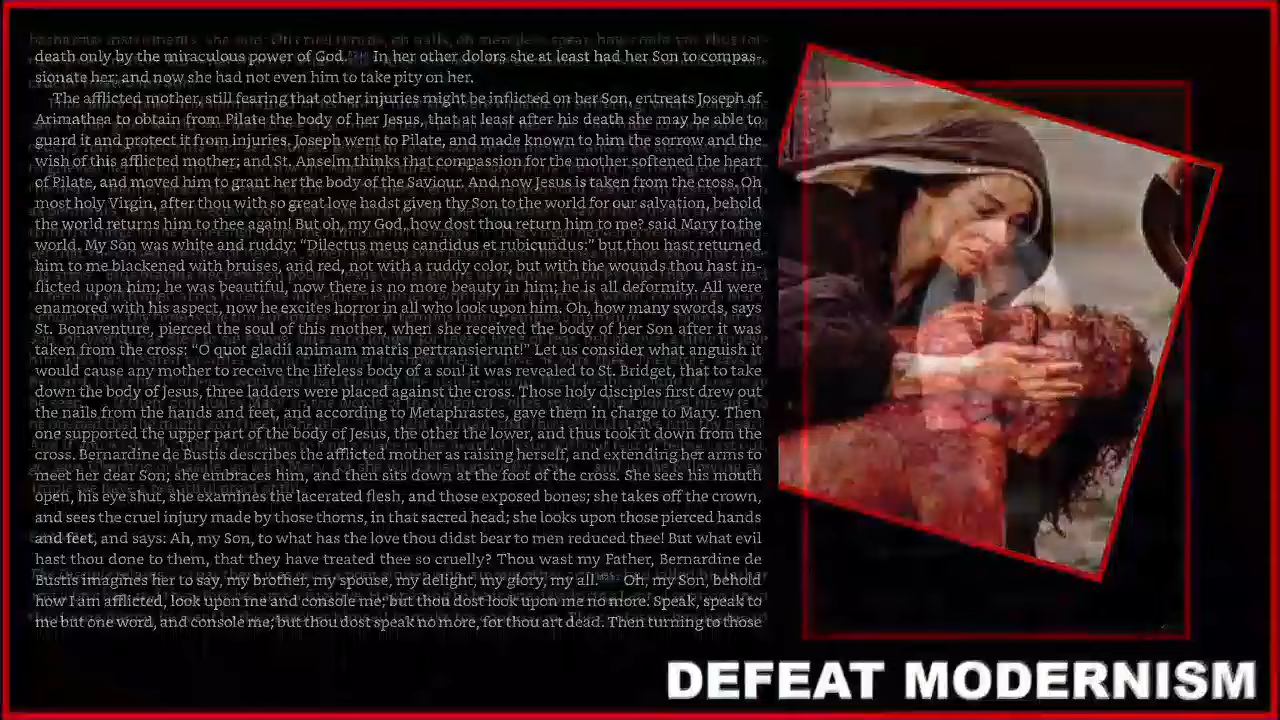 death only by the miraculous power of God. In her other dolors she at least had her Son to compas-
sionate her; and now she had not even him to take pity on her.
The afflicted mother, still fearing that other injuries might be inflicted on her Son, entreats Joseph of
Arimathea to obtain from Pilate the body of her Jesus, that at least after his death she may be able to
guard it and protect it from injuries. Joseph went to Pilate, and made known to him the sorrow and the
wish of this afflicted mother; and St. Anselm thinks that compassion for the mother softened the heart
of Pilate, and moved him to grant her the body of the Saviour. And now Jesus is taken from the cross. Oh
most holy Virgin, after thou with so great love hadst given thy Son to the world for our salvation, behold
the world returns him to thee again! But oh, my God, how dost thou return him to me? said Mary to the
world. My Son was white and ruddy: “Dilectus meus candidus et rubicundus:” but thou hast returned
him to me blackened with bruises, and red, not with a ruddy color, but with the wounds thou hast in-
flicted upon him; he was beautiful, now there is no more beauty in him; he is all deformity. All were
enamored with his aspect, now he excites horror in all who look upon him. Oh, how many swords, says
St. Bonaventure, pierced the soul of this mother, when she received the body of her Son after it was
taken from the cross: “O quot gladii animam matris pertransierunt!” Let us consider what anguish it
would cause any mother to receive the lifeless body of a son! it was revealed to St. Bridget, that to take
down the body of Jesus, three ladders were placed against the cross. Those holy disciples first drew out
the nails from the hands and feet, and according to Metaphrastes, gave them in charge to Mary. Then
one supported the upper part of the body of Jesus, the other the lower, and thus took it down from the
cross. Bernardine de Bustis describes the afflicted mother as raising herself, and extending her arms to
meet her dear Son; she embraces him, and then sits down at the foot of the cross. She sees his mouth
open, his eye shut, she examines the lacerated flesh, and those exposed bones; she takes off the crown,
and sees the cruel injury made by those thorns, in that sacred head; she looks upon those pierced hands
and feet, and says: Ah, my Son, to what has the love thou didst bear to men reduced thee! But what evil
hast thou done to them, that they have treated thee so cruelly? Thou wast my Father, Bernardine de
Bustis imagines her to say, my brother, my spouse, my delight, my glory, my all. Oh, my Son, behold
how I am afflicted, look upon me and console me; but thou dost look upon me no more. Speak, speak to
me but one word, and console me; but thou dost speak no more, for thou art dead. Then turning to those
DEFEAT MODERNISM